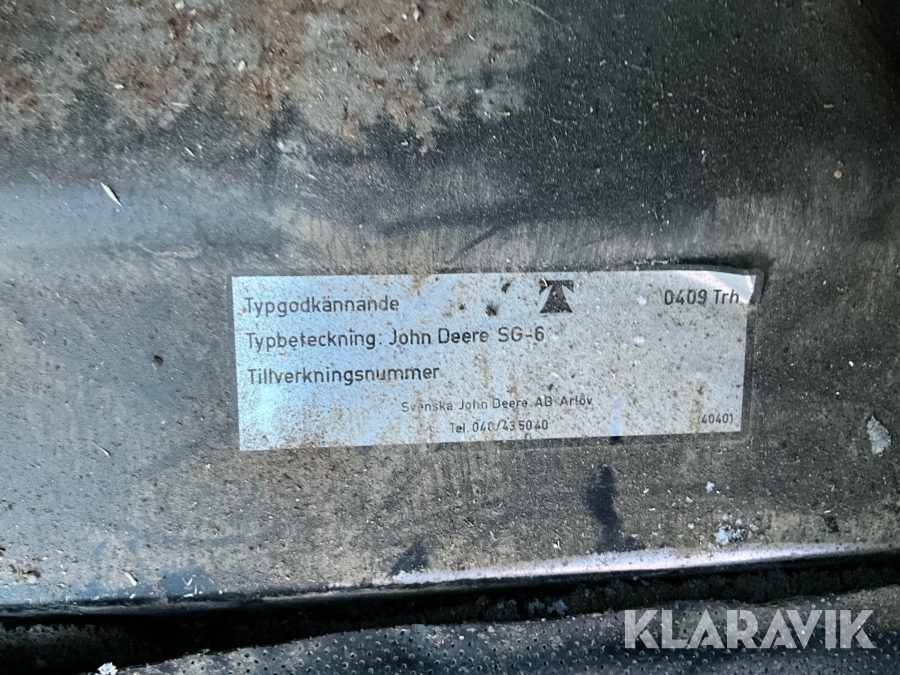 Typgodkännande 0409 Trh
Typbeteckning: John Deere SG-6
Tillverkningsnummer
Svenska John Deere AB Arlöv
Tel. 040/435040 40401
KLARAVIK